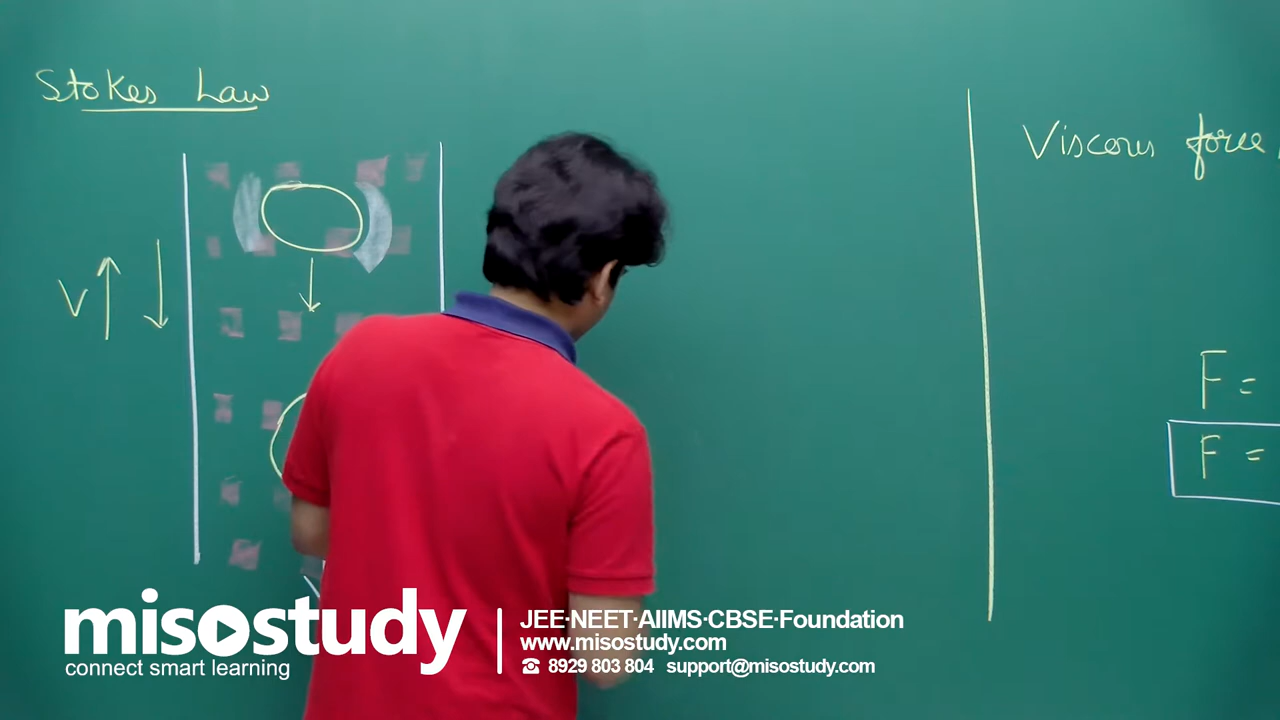 Stokes Law
V
Viscous force
F =
F =
misostudy
connect smart learning
JEE·NEET·AIIMS·CBSE·Foundation
www.misostudy.com
8929 803 804 support@misostudy.com